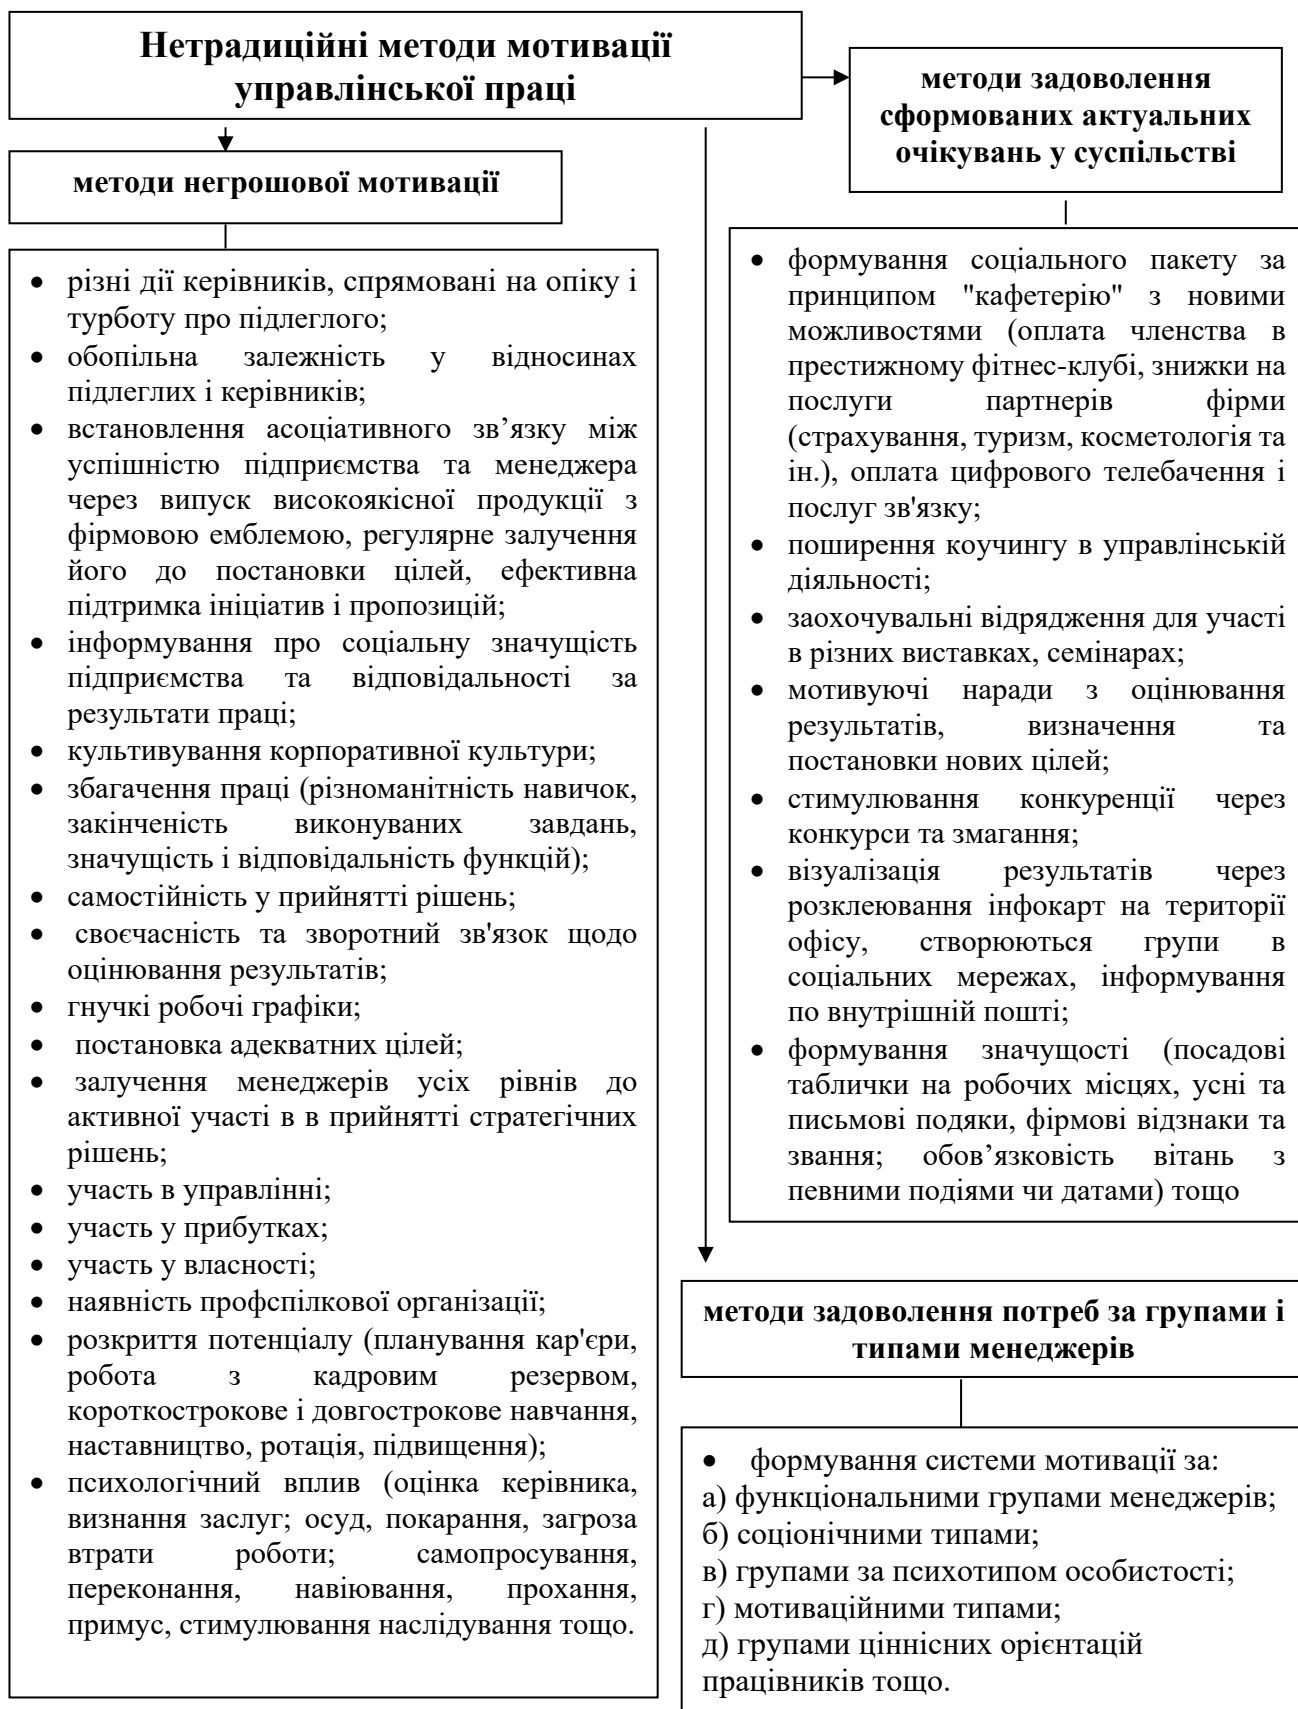 Нетрадиційні методи мотивації
управлінської праці
методи задоволення
сформованих актуальних
очікувань у суспільстві
методи негрошової мотивації
• різні дії керівників, спрямовані на опіку і
турботу про підлеглого;
• обопільна залежність у відносинах
підлеглих і керівників;
• встановлення асоціативного зв’язку між
успішністю підприємства та менеджера
через випуск високоякісної продукції з
фірмовою емблемою, регулярне залучення
його до постановки цілей, ефективна
підтримка ініціатив і пропозицій;
• інформування про соціальну значущість
підприємства та відповідальності за
результати праці;
• культивування корпоративної культури;
• збагачення праці (різноманітність навичок,
закінченість виконуваних завдань,
значущість і відповідальність функцій);
• самостійність у прийнятті рішень;
• своєчасність та зворотний зв'язок щодо
оцінювання результатів;
• гнучкі робочі графіки;
• постановка адекватних цілей;
• залучення менеджерів усіх рівнів до
активної участі в в прийнятті стратегічних
рішень;
• участь в управлінні;
• участь у прибутках;
• участь у власності;
• наявність профспілкової організації;
• розкриття потенціалу (планування кар'єри,
робота з кадровим резервом,
короткострокове і довгострокове навчання,
наставництво, ротація, підвищення);
• психологічний вплив (оцінка керівника,
визнання заслуг; осуд, покарання, загроза
втрати роботи; самопросування,
переконання, навіювання, прохання,
примус, стимулювання наслідування тощо.
• формування соціального пакету за
принципом "кафетерію" з новими
можливостями (оплата членства в
престижному фітнес-клубі, знижки на
послуги партнерів фірми
(страхування, туризм, косметологія та
ін.), оплата цифрового телебачення і
послуг зв'язку;
• поширення коучингу в управлінській
діяльності;
• заохочувальні відрядження для участі
в різних виставках, семінарах;
• мотивуючі наради з оцінювання
результатів, визначення та
постановки нових цілей;
• стимулювання конкуренції через
конкурси та змагання;
• візуалізація результатів через
розклеювання інфокарт на території
офісу, створюються групи в
соціальних мережах, інформування
по внутрішній пошті;
• формування значущості (посадові
таблички на робочих місцях, усні та
письмові подяки, фірмові відзнаки та
звання; обов’язковість вітань з
певними подіями чи датами) тощо
методи задоволення потреб за групами і
типами менеджерів
• формування системи мотивації за:
а) функціональними групами менеджерів;
б) соціонічними типами;
в) групами за психотипом особистості;
г) мотиваційними типами;
д) групами ціннісних орієнтацій
працівників тощо.